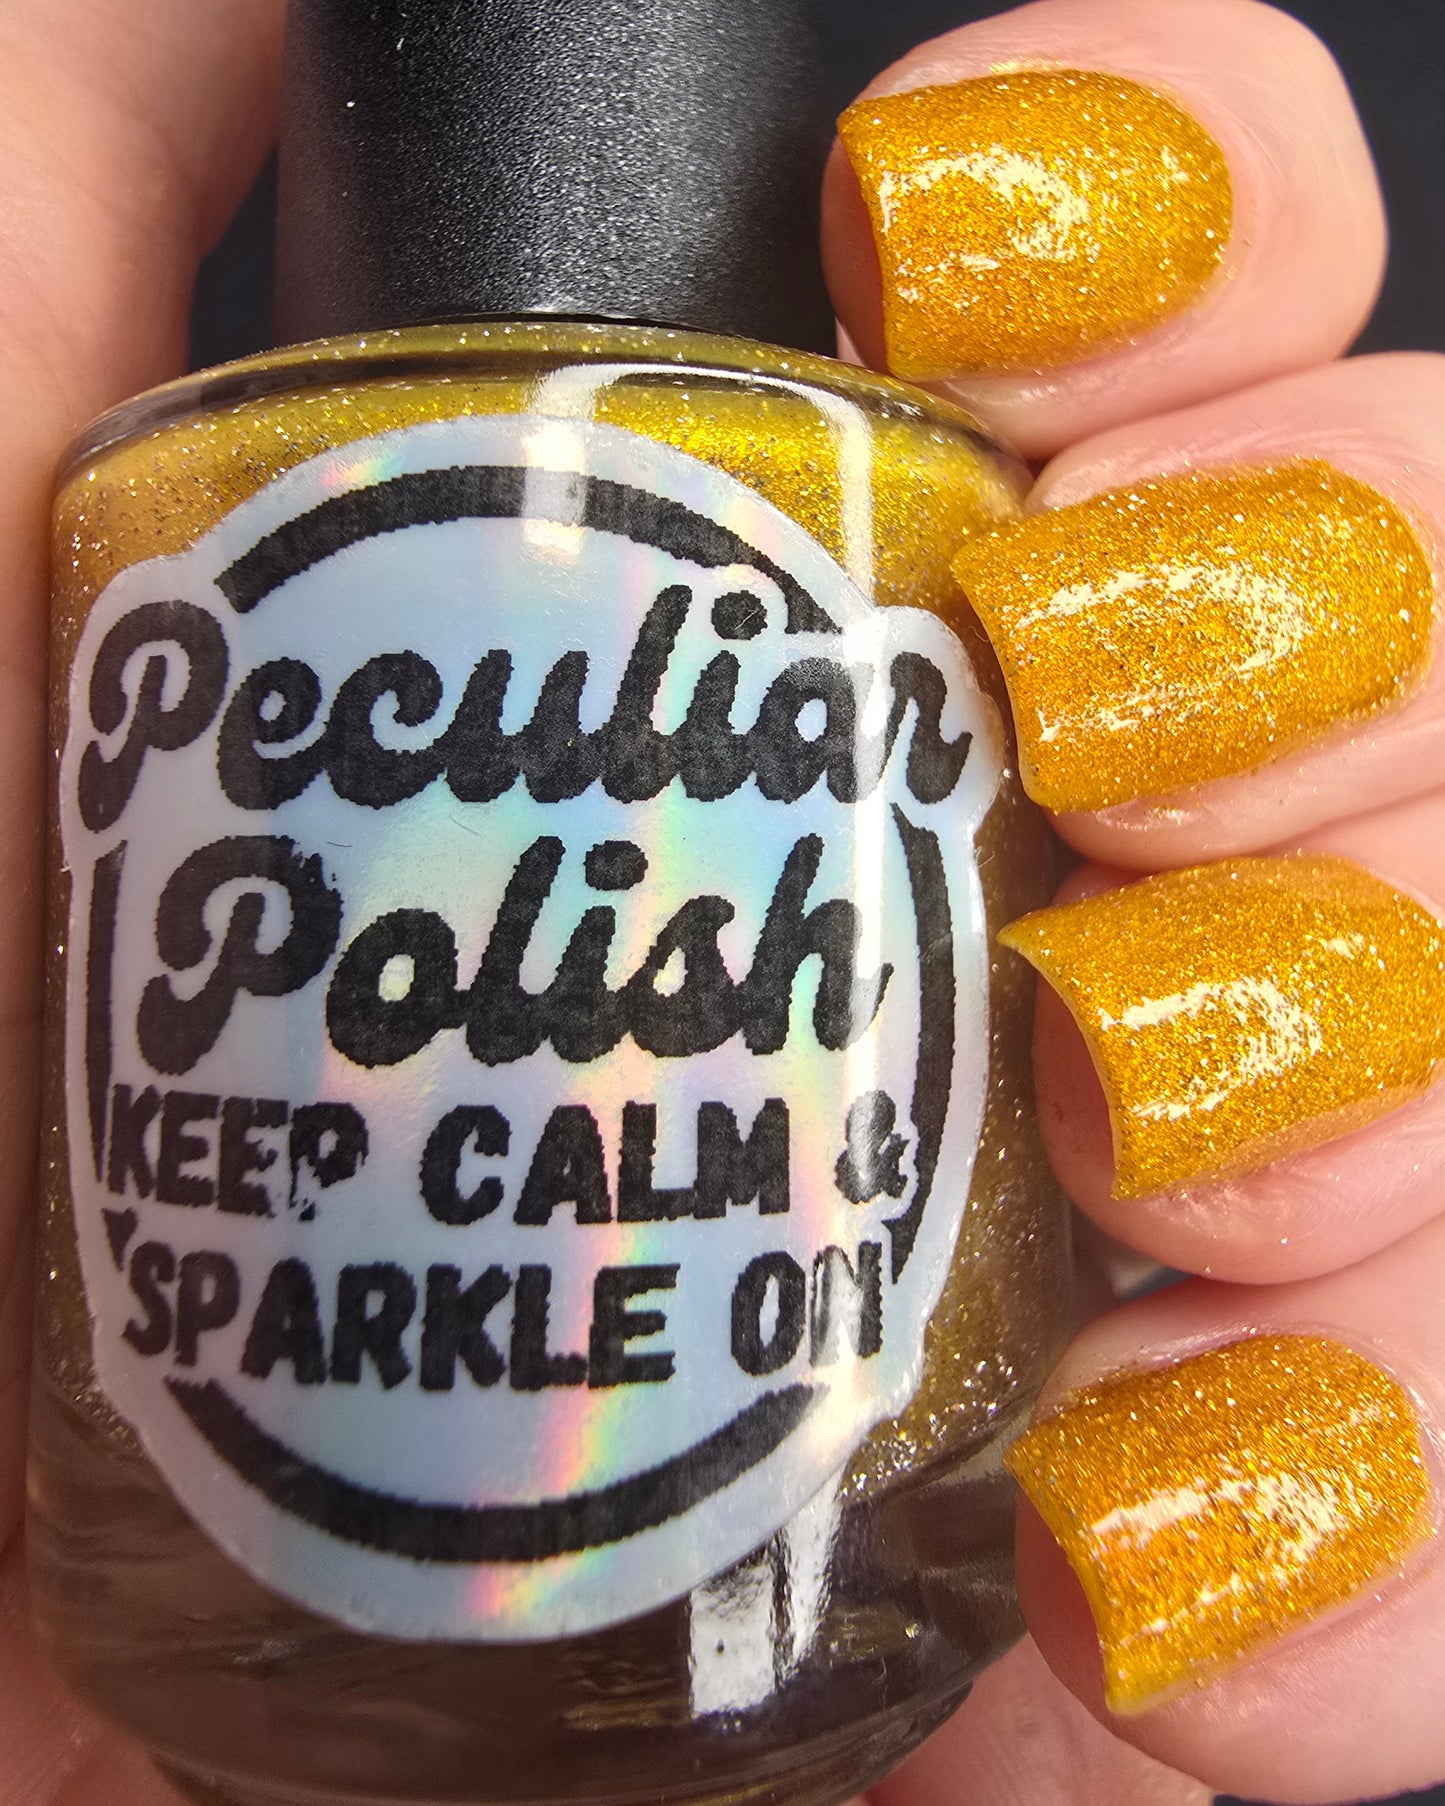 Peculiar
Polish
KEEP CALM &
SPARKLE ON